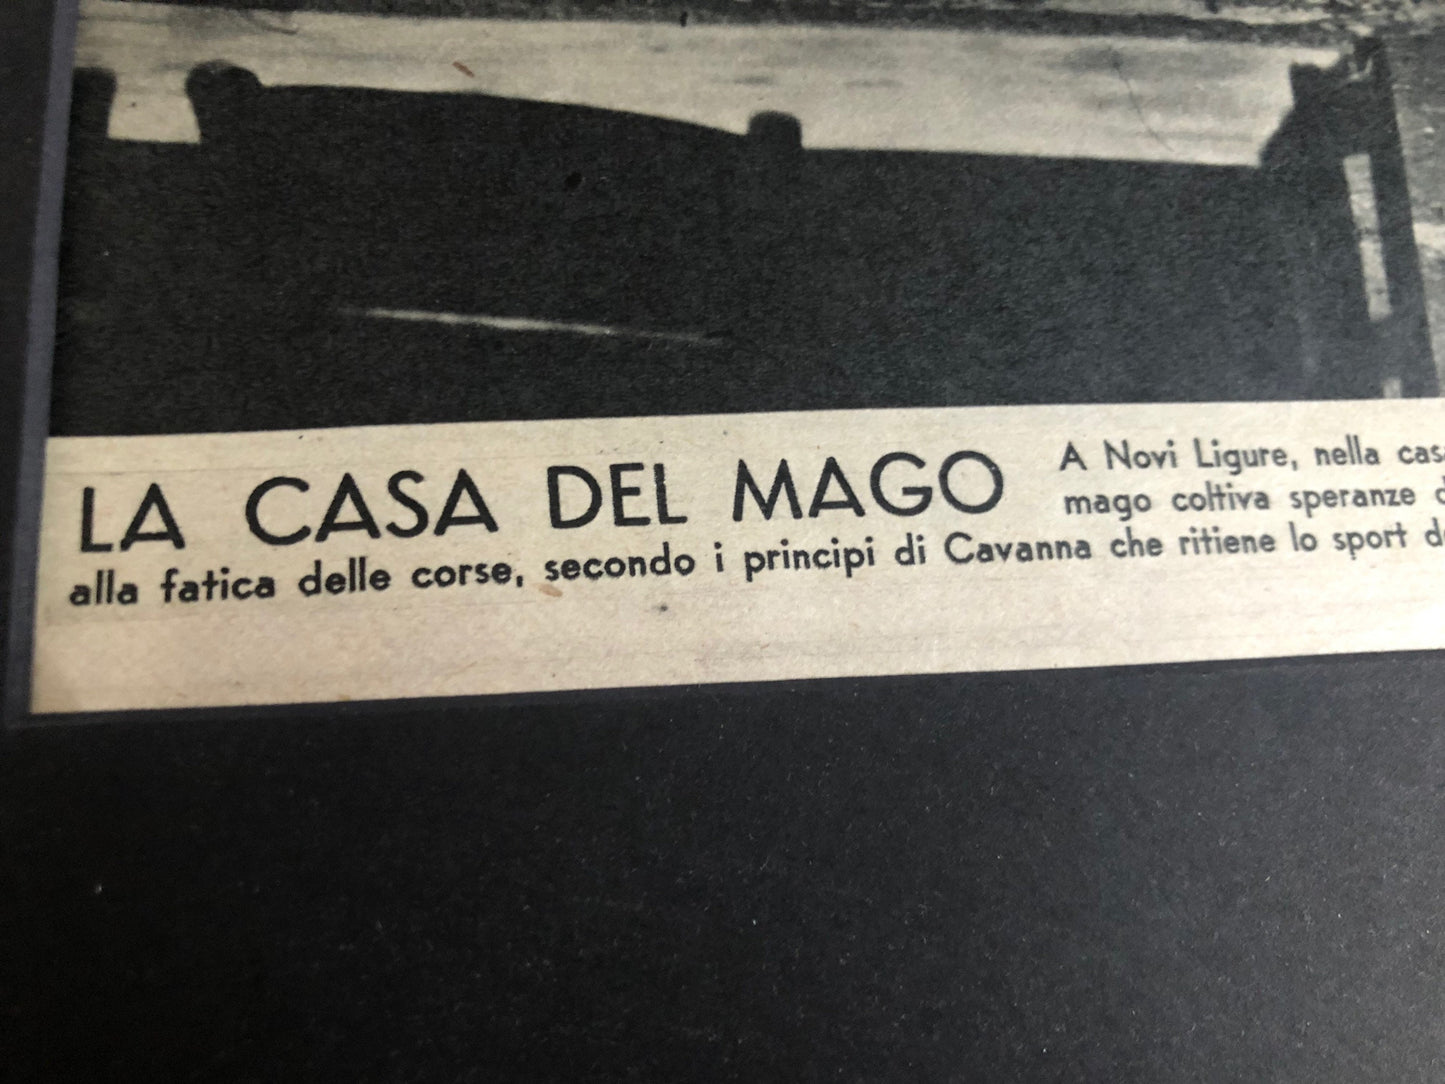 LA CASA DEL MAGO
A Novi Ligure, nella
mago coltiva speranze
alla fatica delle corse, secondo i principi di Cavanna che ritiene lo sport